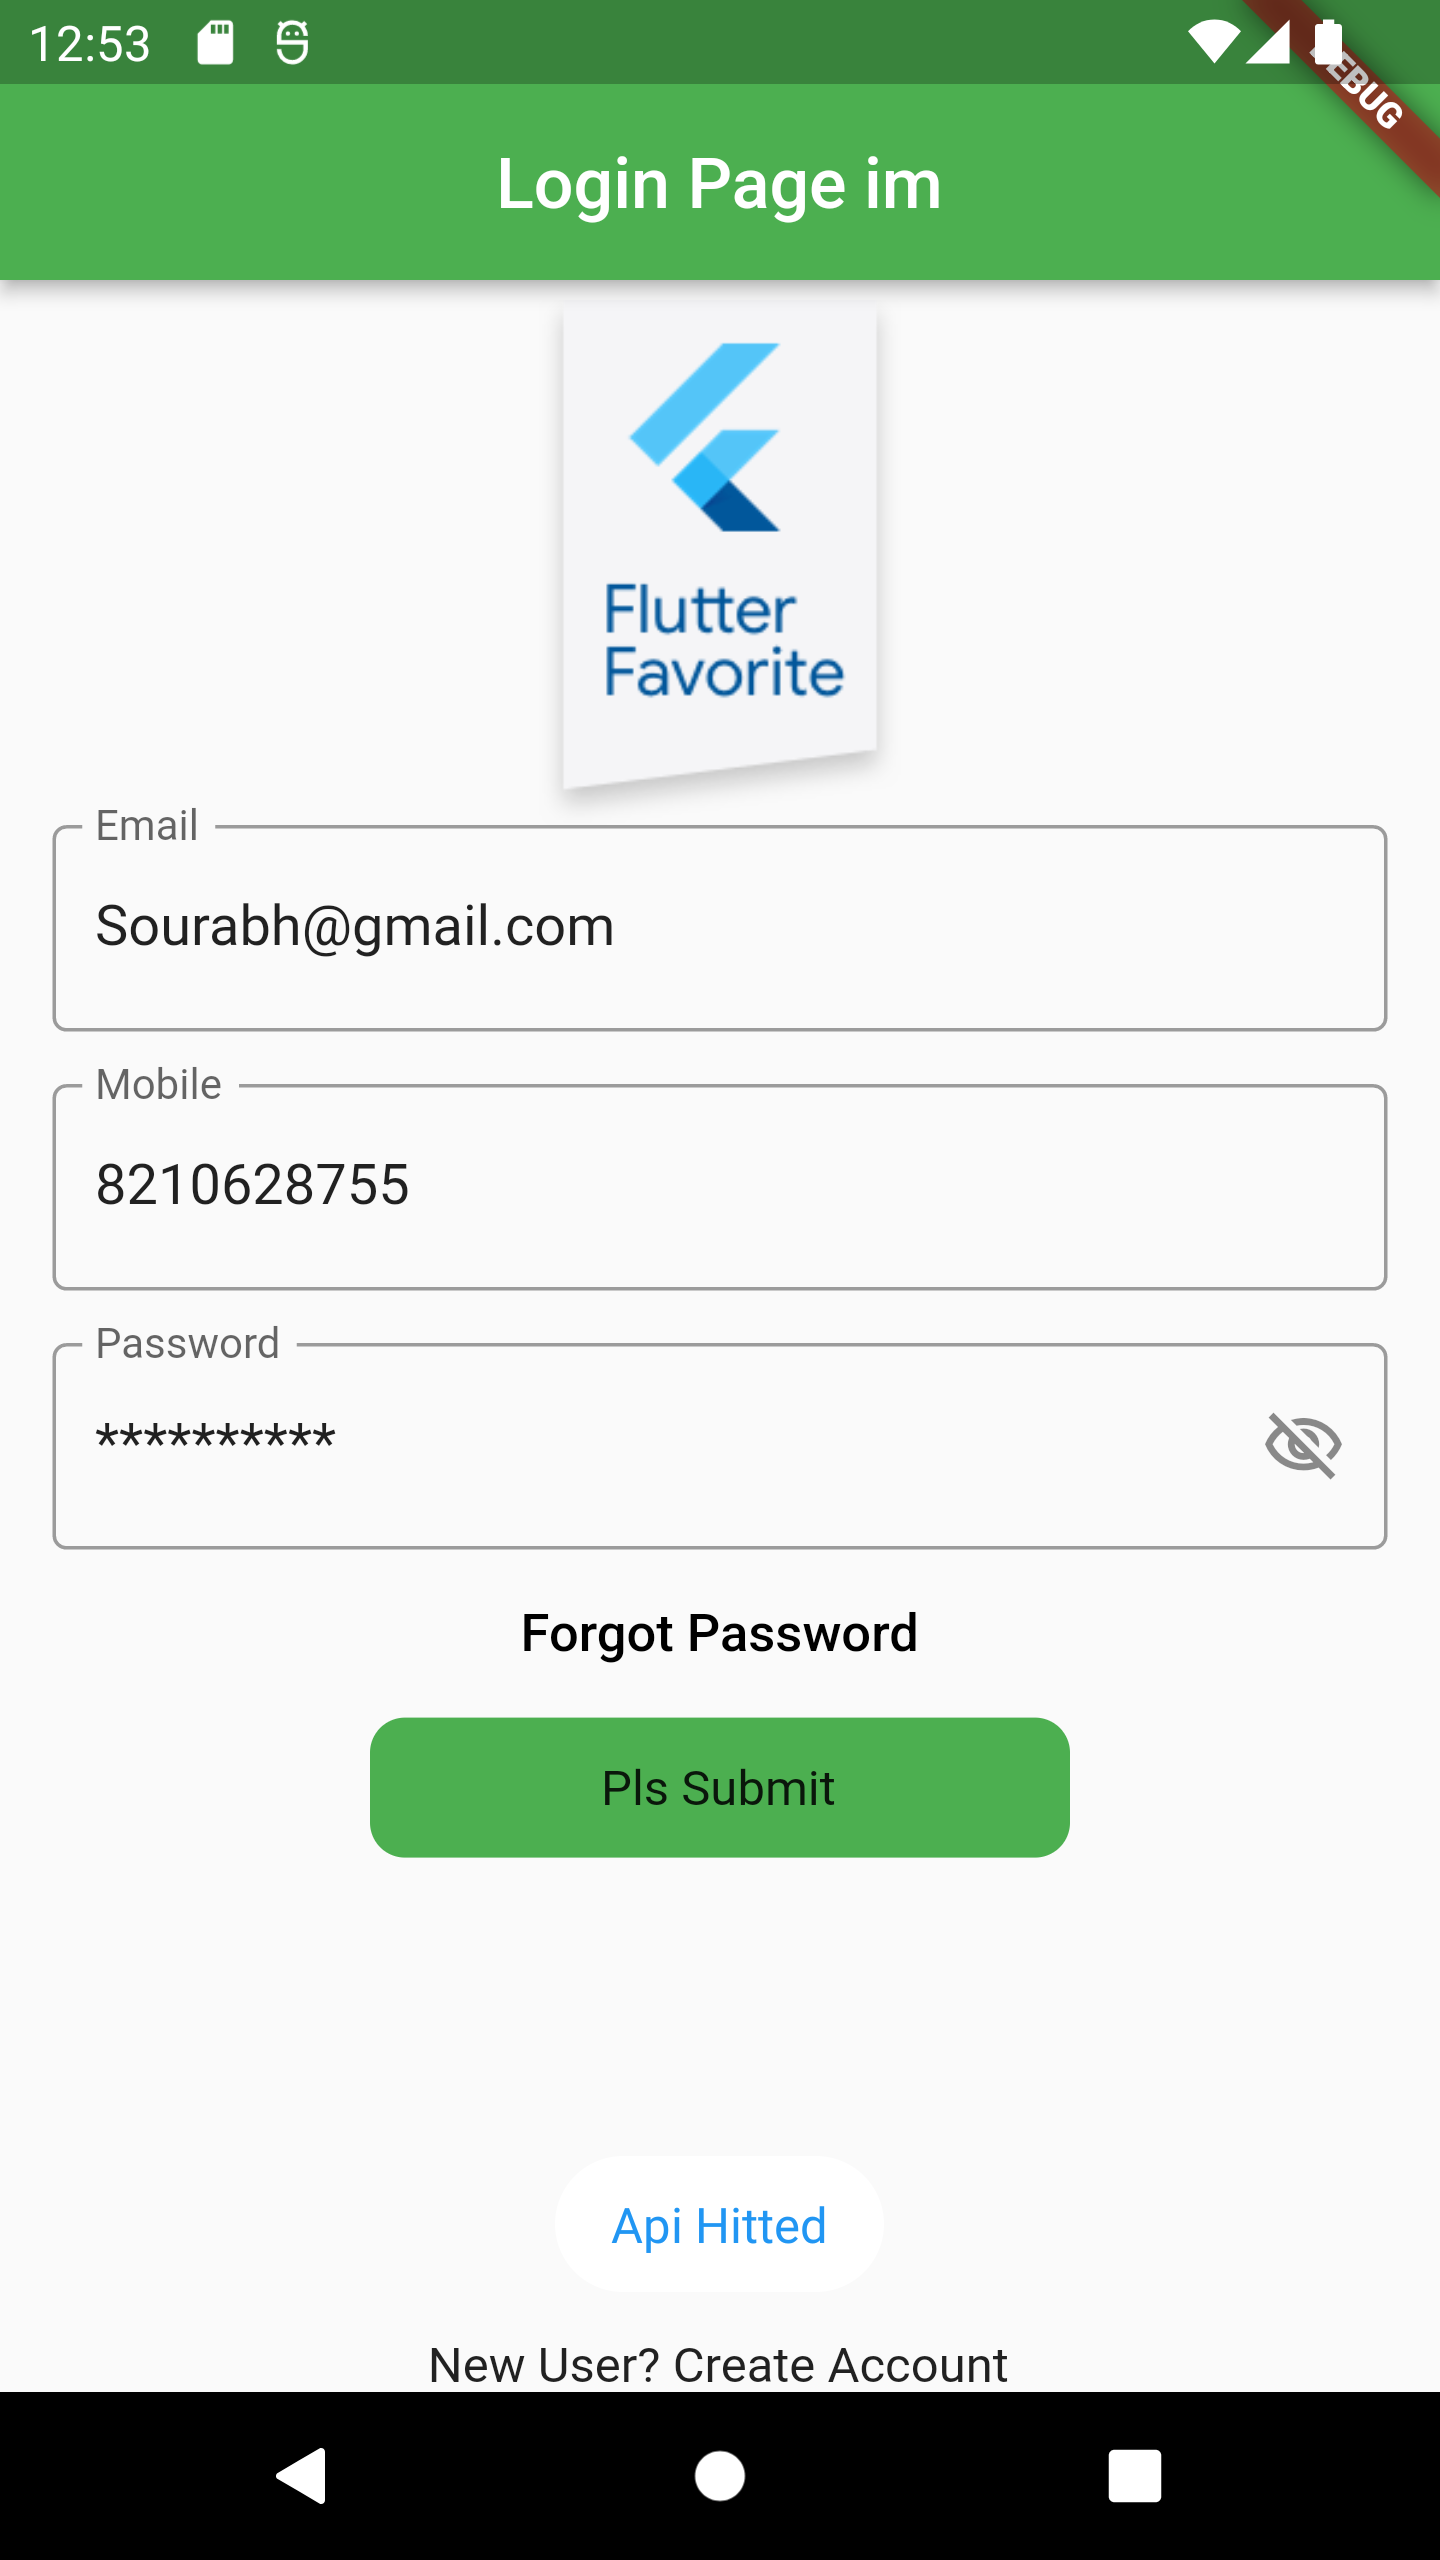 12:53
DEBUG
Login Page im
Flutter
Favorite
Email
Sourabh@gmail.com
Mobile
8210628755
Password
**********
Forgot Password
Pls Submit
Api Hitted
New User? Create Account